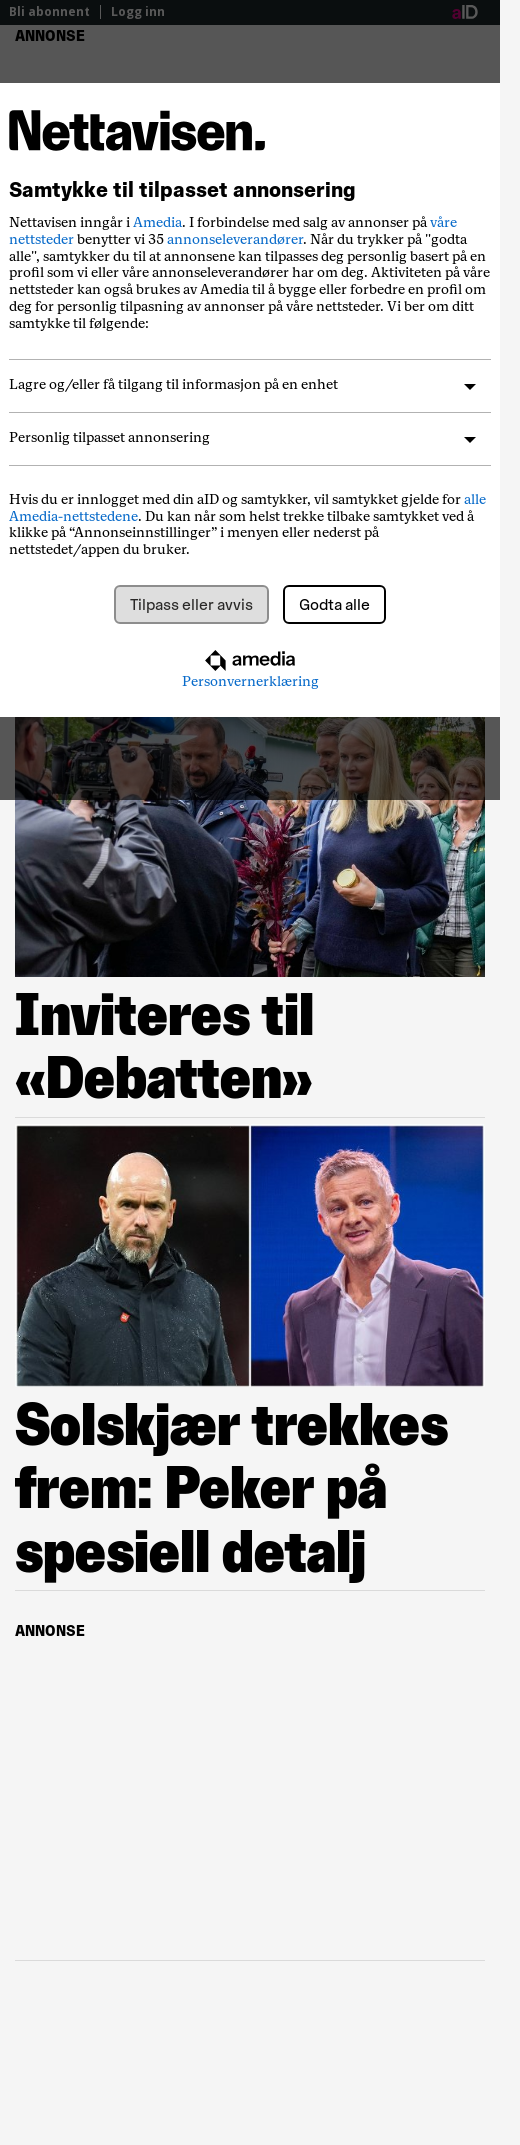 Bli abonnent
Logg inn
aID
ANNONSE
Nettavisen.
Samtykke til tilpasset annonsering
Nettavisen inngår i Amedia. I forbindelse med salg av annonser på våre
nettsteder benytter vi 35 annonseleverandører. Når du trykker på "godta
alle", samtykker du til at annonsene kan tilpasses deg personlig basert på en
profil som vi eller våre annonseleverandører har om deg. Aktiviteten på våre
nettsteder kan også brukes av Amedia til å bygge eller forbedre en profil om
deg for personlig tilpasning av annonser på våre nettsteder. Vi ber om ditt
samtykke til følgende:
Lagre og/eller få tilgang til informasjon på en enhet
Personlig tilpasset annonsering
Hvis du er innlogget med din aID og samtykker, vil samtykket gjelde for alle
Amedia-nettstedene. Du kan når som helst trekke tilbake samtykket ved å
klikke på “Annonseinnstillinger” i menyen eller nederst på
nettstedet/appen du bruker.
Tilpass eller avvis
Godta alle
amedia
Personvernerklæring
Inviteres til
«Debatten»
Solskjær trekkes
frem: Peker på
spesiell detalj
ANNONSE